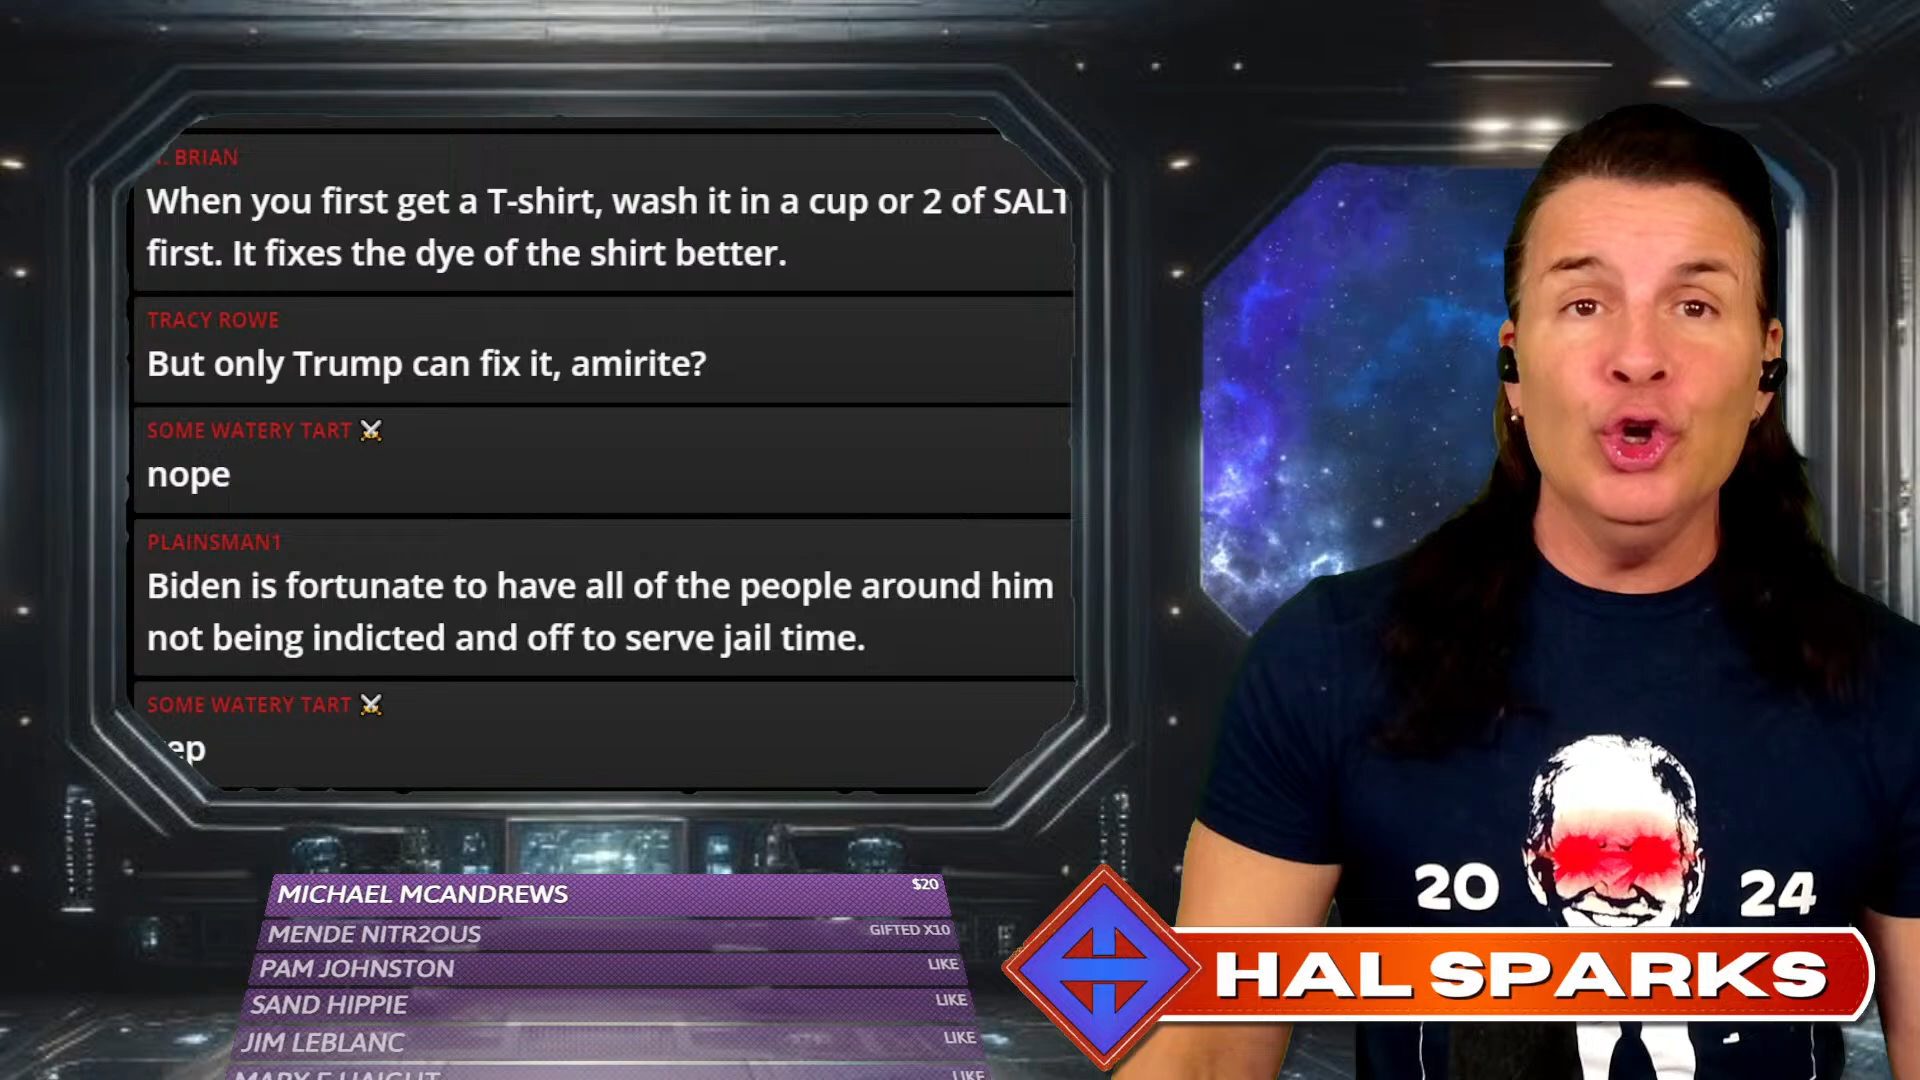 . BRIAN
When you first get a T-shirt, wash it in a cup or 2 of SALT
first. It fixes the dye of the shirt better.
TRACY ROWE
But only Trump can fix it, amirite?
SOME WATERY TART
nope
PLAINSMAN1
Biden is fortunate to have all of the people around him
not being indicted and off to serve jail time.
SOME WATERY TART
ep
MICHAEL MCANDREWS $20
MENDE NITR2OUS GIFTED X10
PAM JOHNSTON LIKE
SAND HIPPIE LIKE
JIM LEBLANC LIKE
MARY E HAIGHT LIKE
20 24
HAL SPARKS